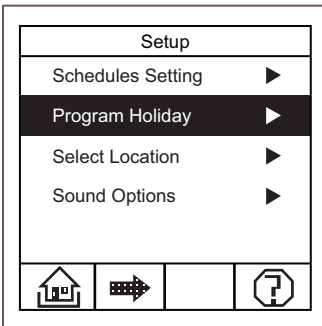 Setup
Schedules Setting
Program Holiday
Select Location
Sound Options
?